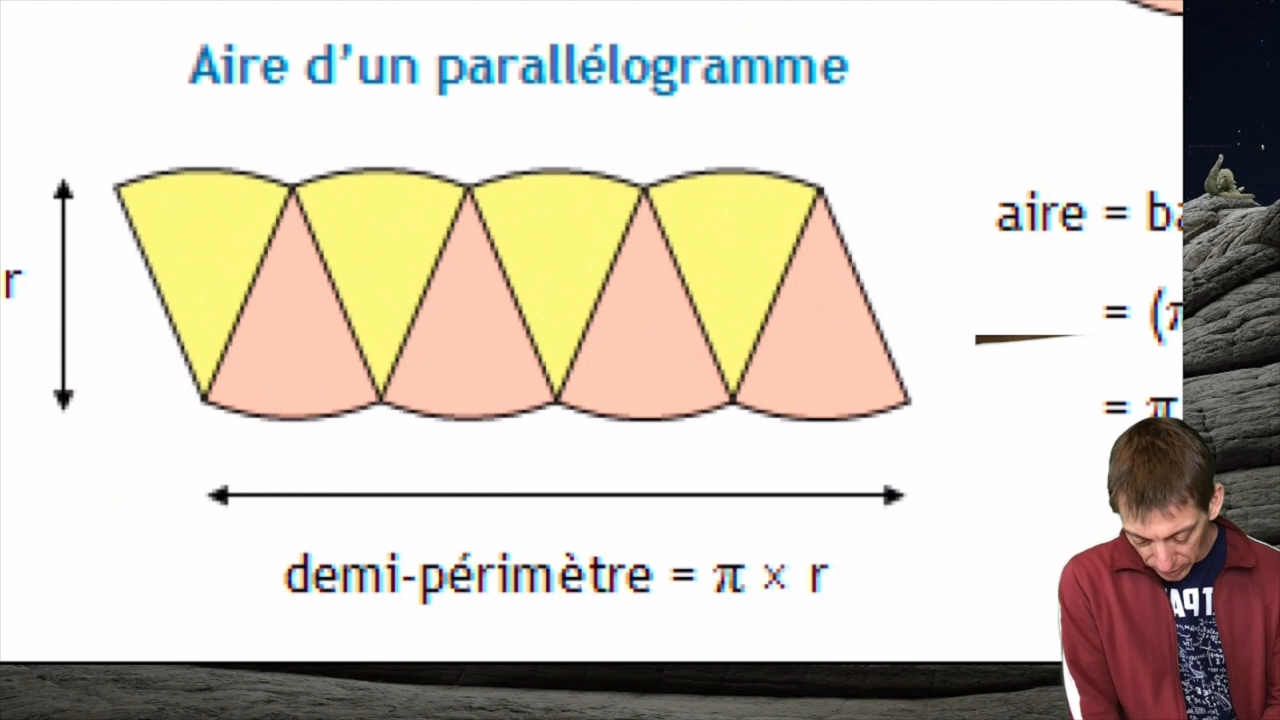 Aire d'un parallélogramme
r
aire = ba
= (π
= π
demi-périmètre = π × r